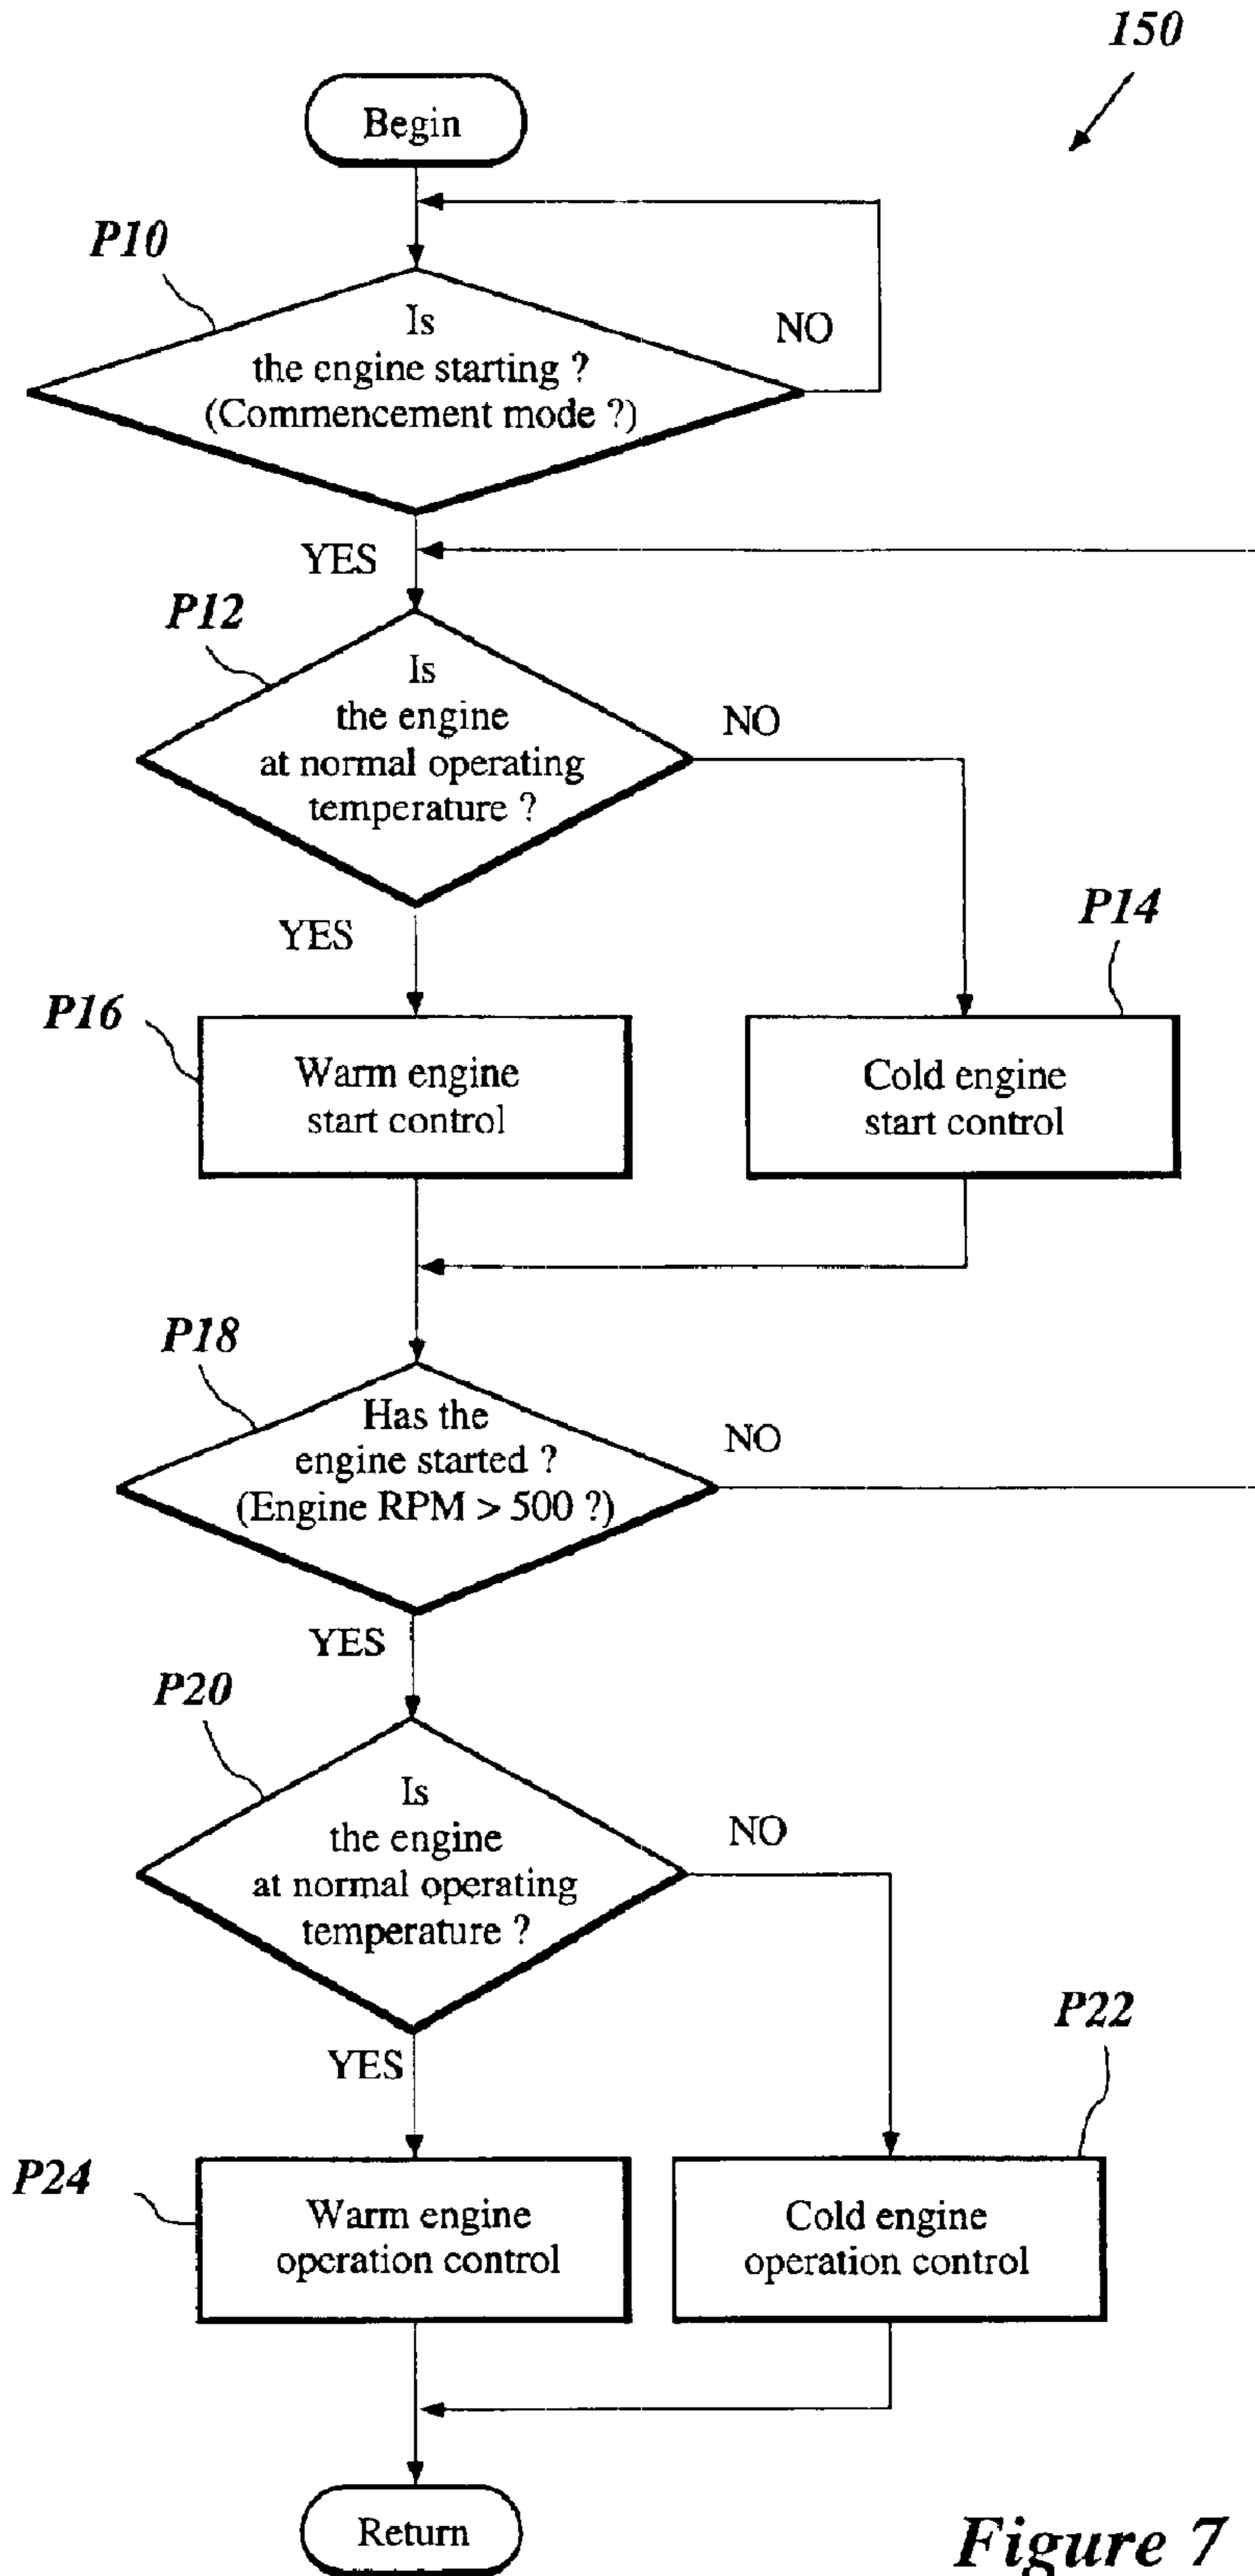 150
Begin
P10
Is
the engine starting ?
(Commencement mode ?)
NO
YES
P12
Is
the engine
at normal operating
temperature ?
NO
YES
P14
P16
Warm engine
start control
Cold engine
start control
P18
Has the
engine started ?
(Engine RPM > 500 ?)
NO
YES
P20
Is
the engine
at normal operating
temperature ?
NO
YES
P22
P24
Warm engine
operation control
Cold engine
operation control
Return
Figure 7